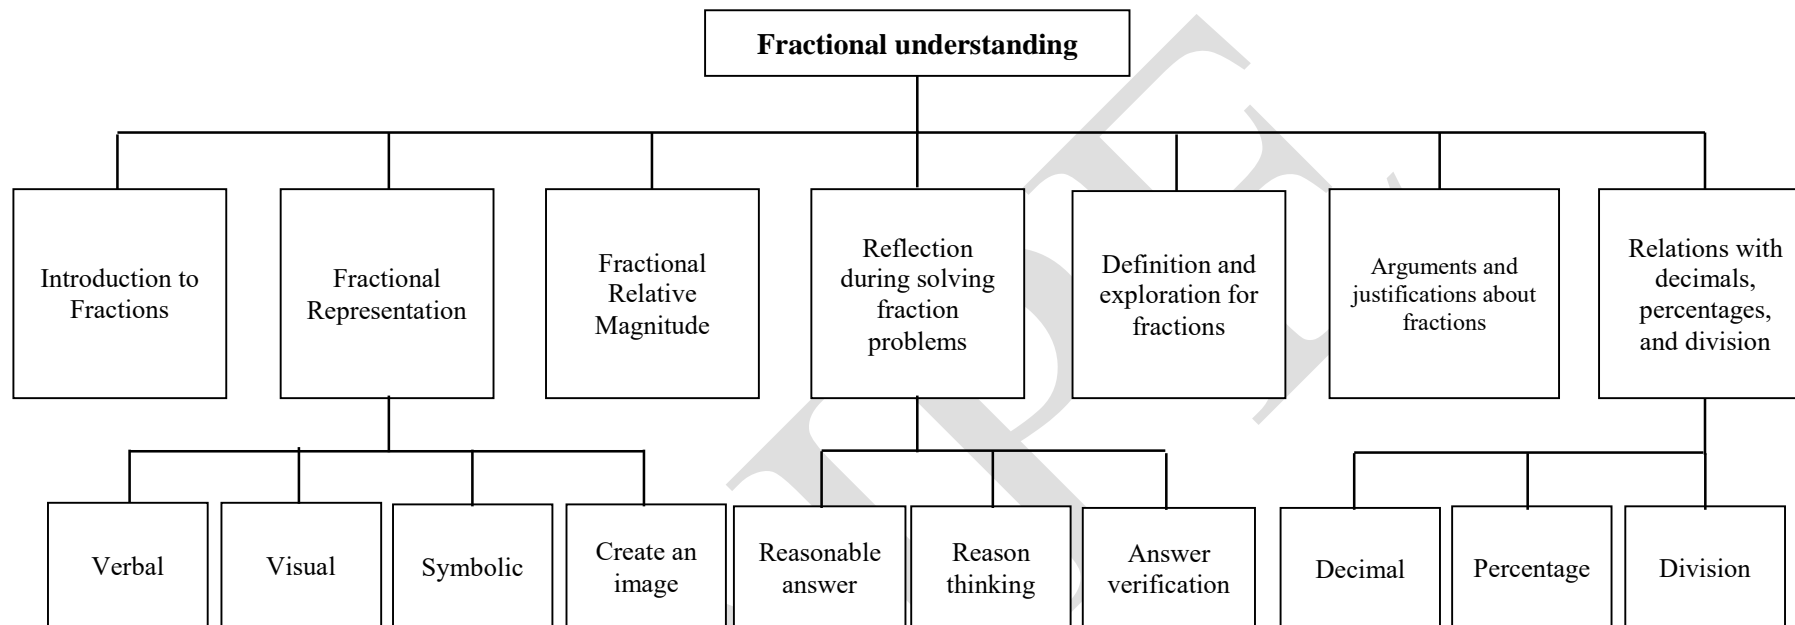 Fractional understanding
Introduction to
Fractions
Fractional
Representation
Fractional
Relative
Magnitude
Reflection
during solving
fraction
problems
Definition and
exploration for
fractions
Arguments and
justifications about
fractions
Relations with
decimals,
percentages,
and division
Verbal
Visual
Symbolic
Create an
image
Reasonable
answer
Reason
thinking
Answer
verification
Decimal
Percentage
Division